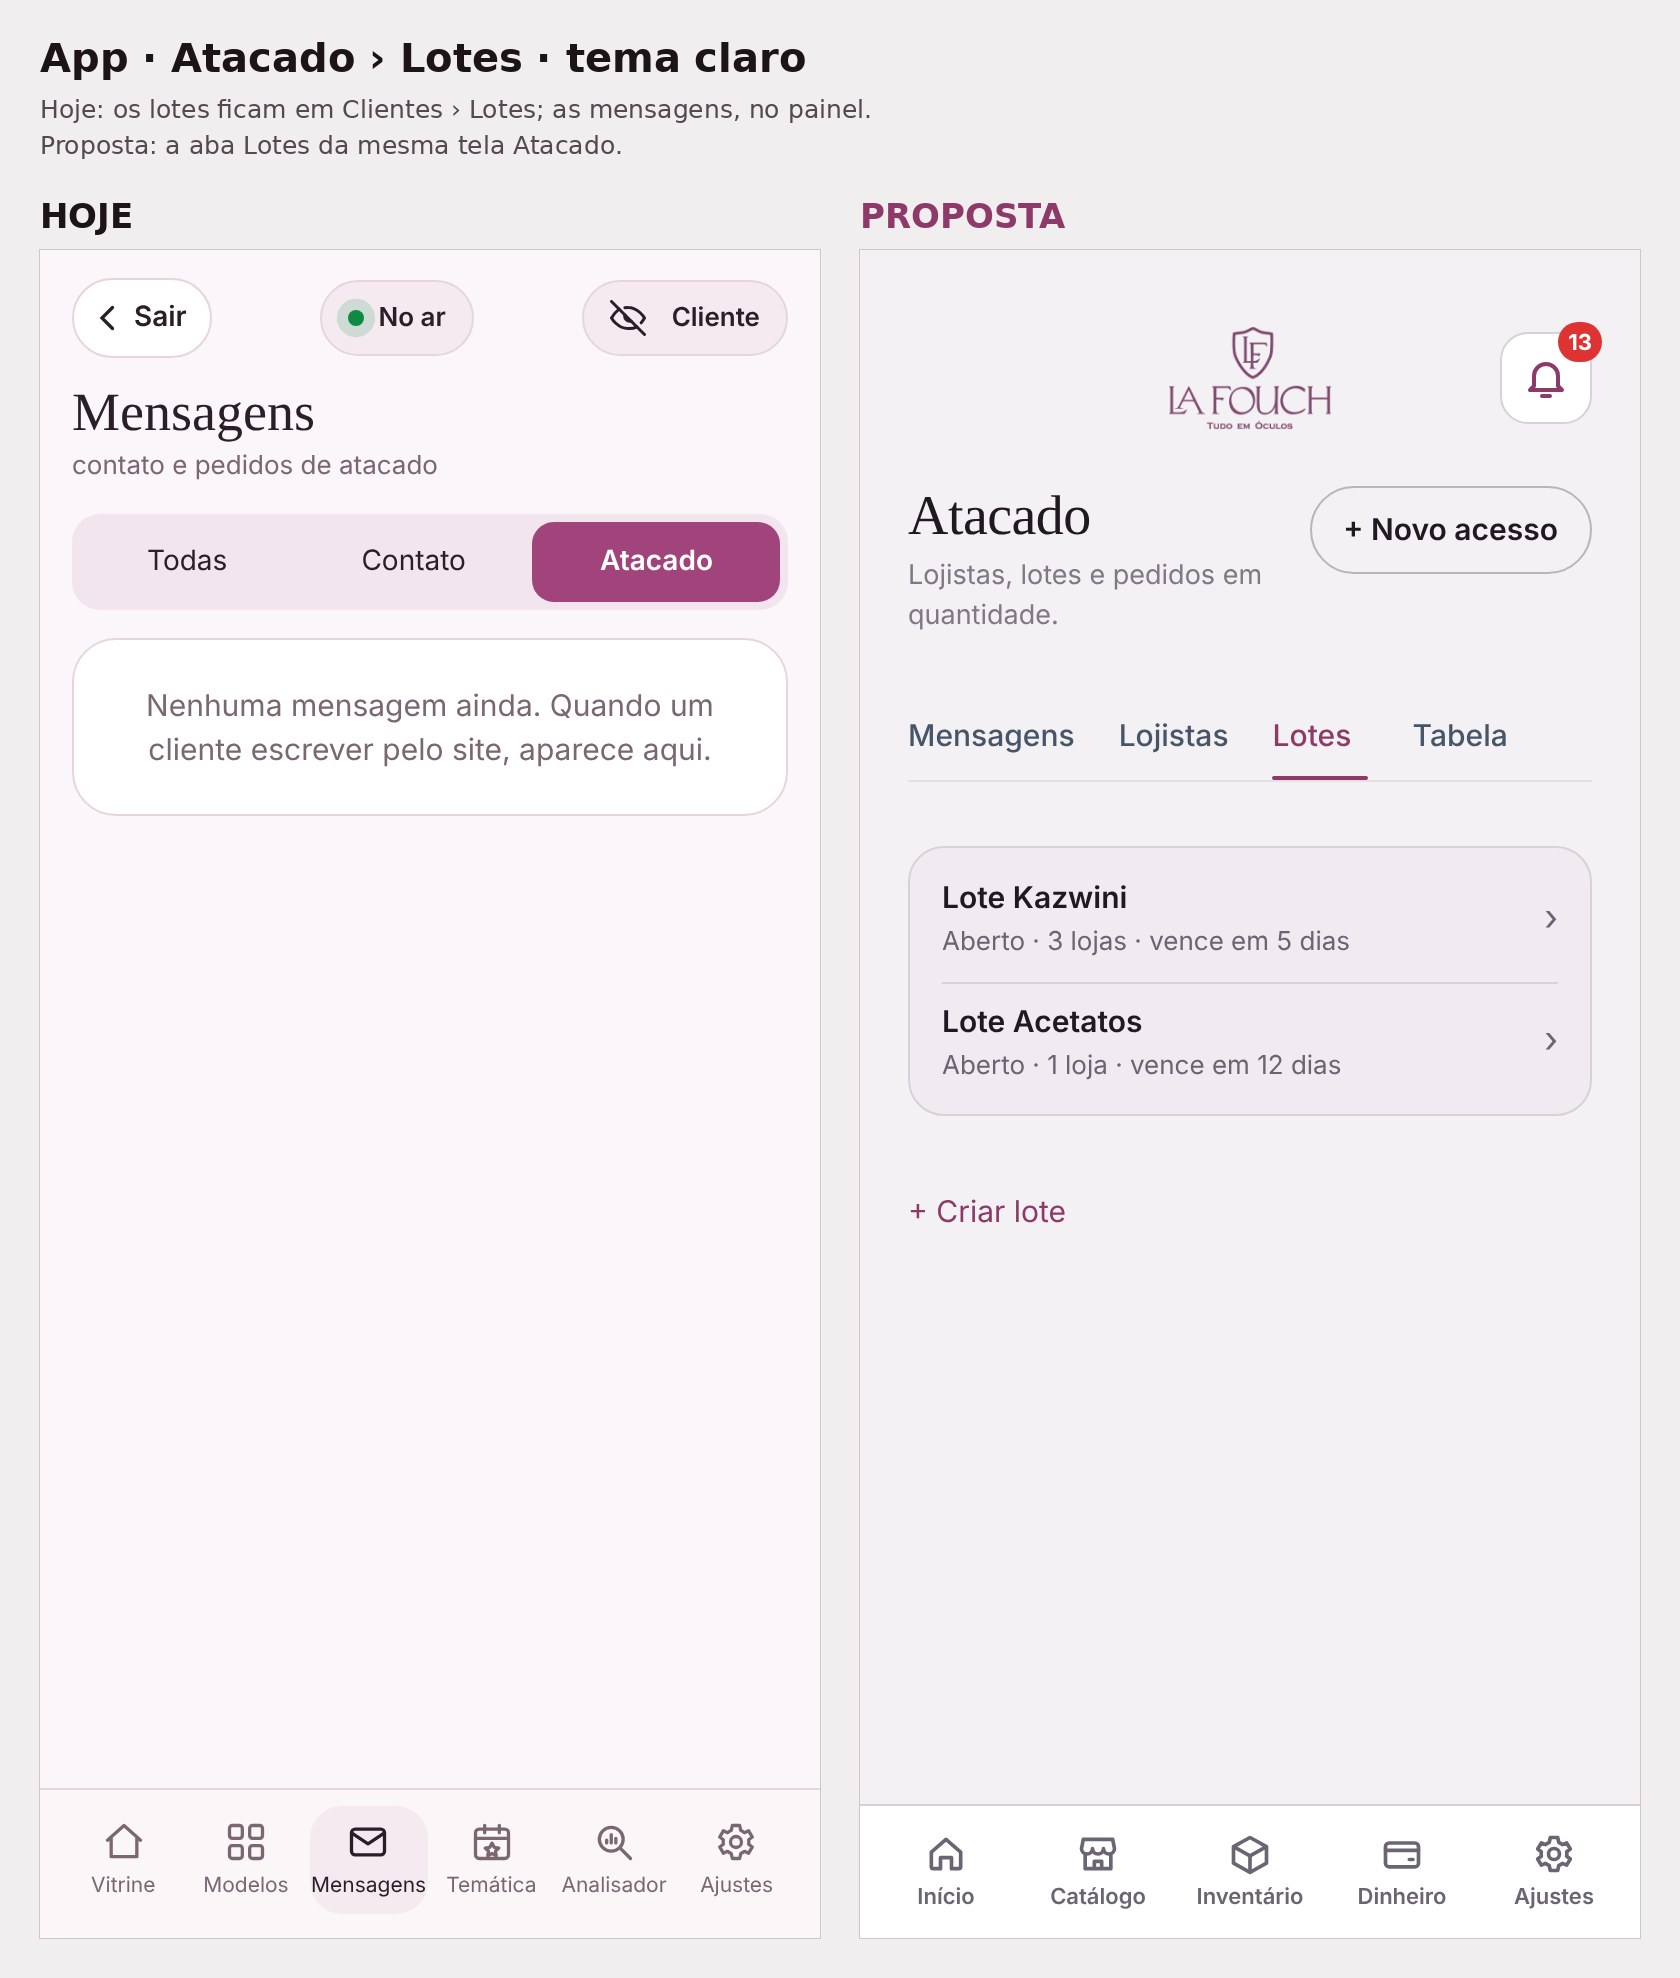 App · Atacado › Lotes · tema claro
Hoje: os lotes ficam em Clientes › Lotes; as mensagens, no painel.
Proposta: a aba Lotes da mesma tela Atacado.
HOJE
Sair
No ar
Cliente
Mensagens
contato e pedidos de atacado
Todas
Contato
Atacado
Nenhuma mensagem ainda. Quando um
cliente escrever pelo site, aparece aqui.
Vitrine
Modelos
Mensagens
Temática
Analisador
Ajustes
PROPOSTA
LF
LA FOUCH
TUDO EM ÓCULOS
13
Atacado
+ Novo acesso
Lojistas, lotes e pedidos em
quantidade.
Mensagens
Lojistas
Lotes
Tabela
Lote Kazwini
Aberto · 3 lojas · vence em 5 dias
›
Lote Acetatos
Aberto · 1 loja · vence em 12 dias
›
+ Criar lote
Início
Catálogo
Inventário
Dinheiro
Ajustes